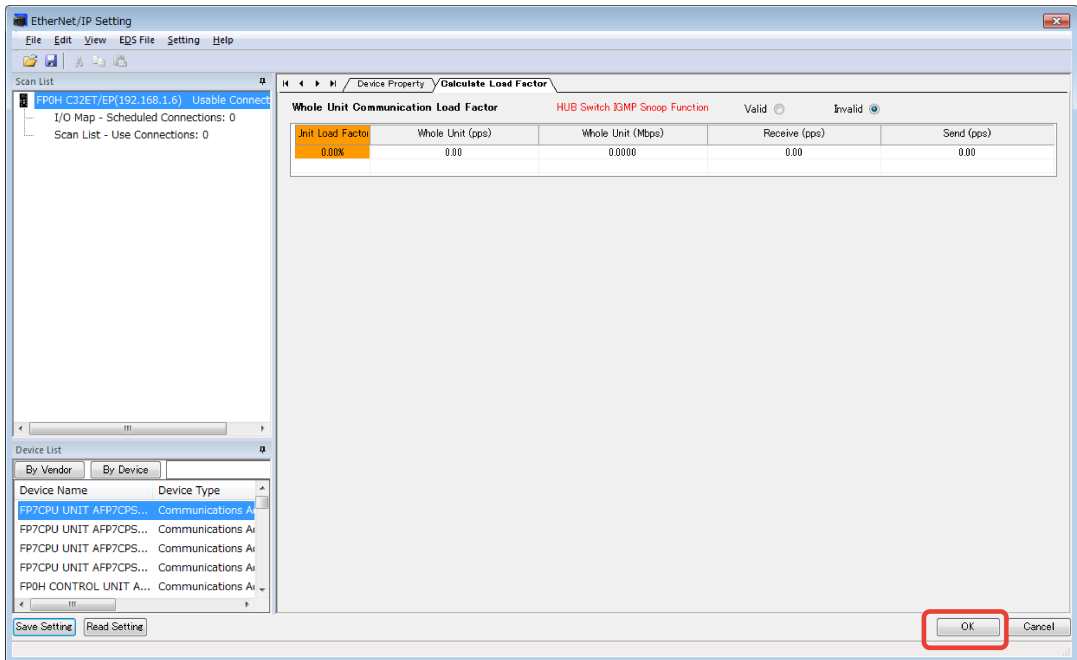 EtherNet/IP Setting
File Edit View EDS File Setting Help
Scan List
FP0H C32ET/EP(192.168.1.6) Usable Connect
I/O Map - Scheduled Connections: 0
Scan List - Use Connections: 0
Device Property Calculate Load Factor
Whole Unit Communication Load Factor HUB Switch IGMP Snoop Function Valid Invalid
Unit Load Factor Whole Unit (pps) Whole Unit (Mbps) Receive (pps) Send (pps)
0.00% 0.00 0.0000 0.00 0.00
Device List
By Vendor By Device
Device Name Device Type
FP7CPU UNIT AFP7CPS... Communications A
FP7CPU UNIT AFP7CPS... Communications A
FP7CPU UNIT AFP7CPS... Communications A
FP7CPU UNIT AFP7CPS... Communications A
FP0H CONTROL UNIT A... Communications A
Save Setting Read Setting OK Cancel